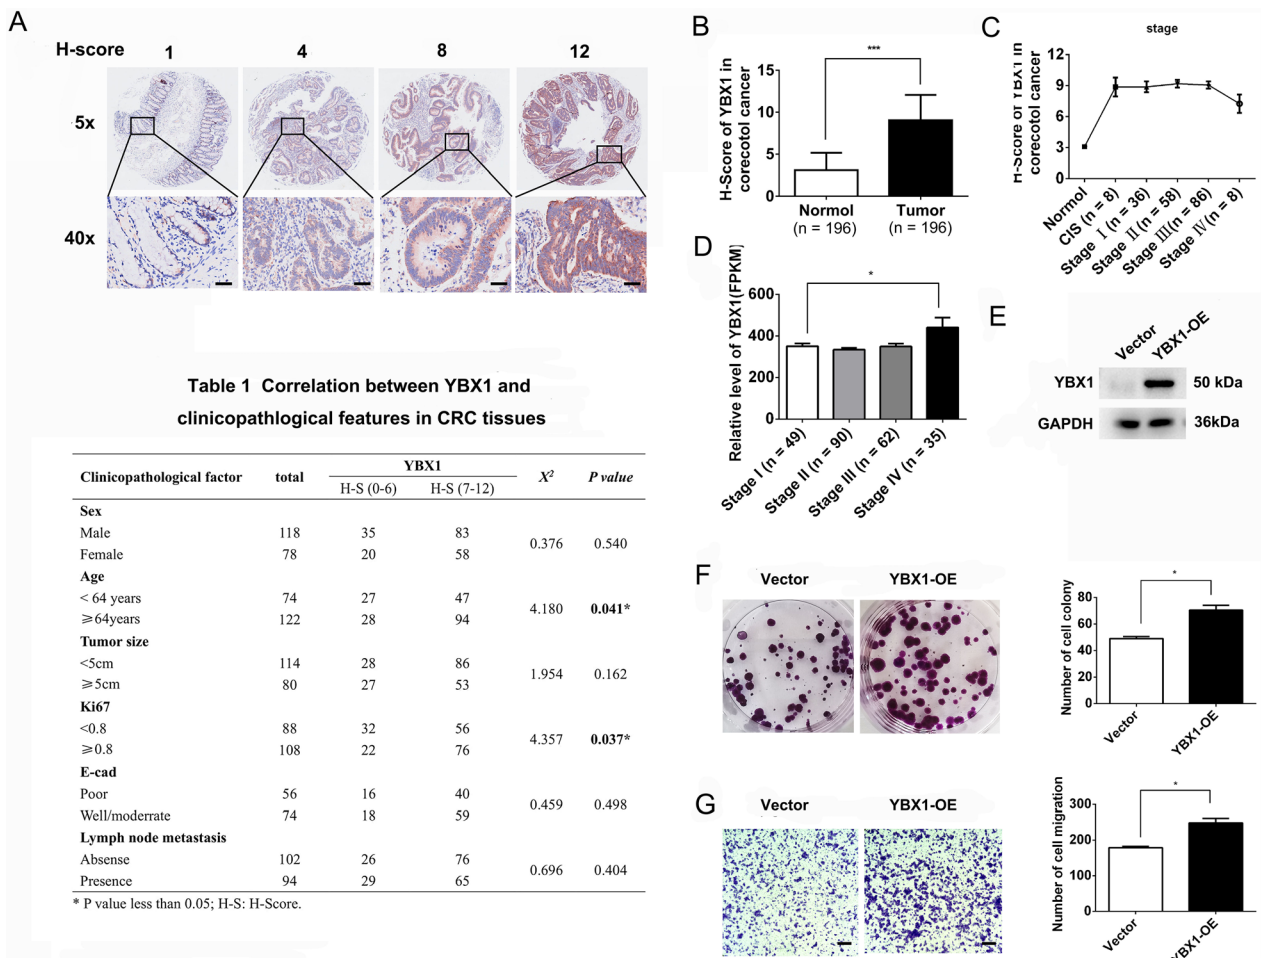 A
H-score
1
4
8
12
5x
40x
B
***
H-Score of YBX1 in
corecotol cancer
15
10
5
0
Normol
(n = 196)
Tumor
(n = 196)
C
stage
H-Score of YBX1 in
corecotol cancer
12
9
6
3
0
Normol
CIS (n = 8)
Stage Ⅰ (n = 36)
Stage Ⅱ (n = 58)
Stage Ⅲ(n = 86)
Stage Ⅳ(n = 8)
D
*
Relative level of YBX1(FPKM)
600
400
200
0
Stage I (n = 49)
Stage II (n = 90)
Stage III (n = 62)
Stage IV (n = 35)
E
Vector
YBX1-OE
YBX1
50 kDa
GAPDH
36kDa
Table 1 Correlation between YBX1 and
clinicopathlogical features in CRC tissues
Clinicopathological factor total YBX1 X² P value
H-S (0-6) H-S (7-12)
Sex
Male 118 35 83
0.376 0.540
Female 78 20 58
Age
< 64 years 74 27 47
4.180 0.041*
≥64years 122 28 94
Tumor size
<5cm 114 28 86
1.954 0.162
≥5cm 80 27 53
Ki67
<0.8 88 32 56
4.357 0.037*
≥0.8 108 22 76
E-cad
Poor 56 16 40
0.459 0.498
Well/moderrate 74 18 59
Lymph node metastasis
Absense 102 26 76
0.696 0.404
Presence 94 29 65
* P value less than 0.05; H-S: H-Score.
F
Vector
YBX1-OE
*
Number of cell colony
80
60
40
20
0
Vector
YBX1-OE
G
Vector
YBX1-OE
*
Number of cell migration
300
200
100
0
Vector
YBX1-OE